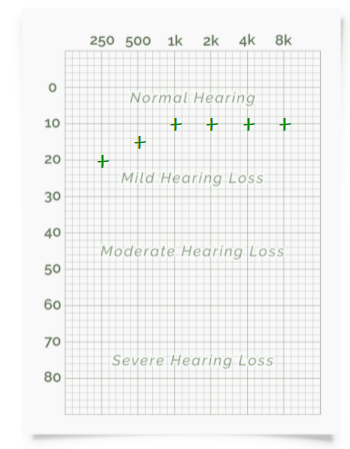 250 500 1k 2k 4k 8k
0
Normal Hearing
10
20
Mild Hearing Loss
30
40
Moderate Hearing Loss
50
60
70
Severe Hearing Loss
80